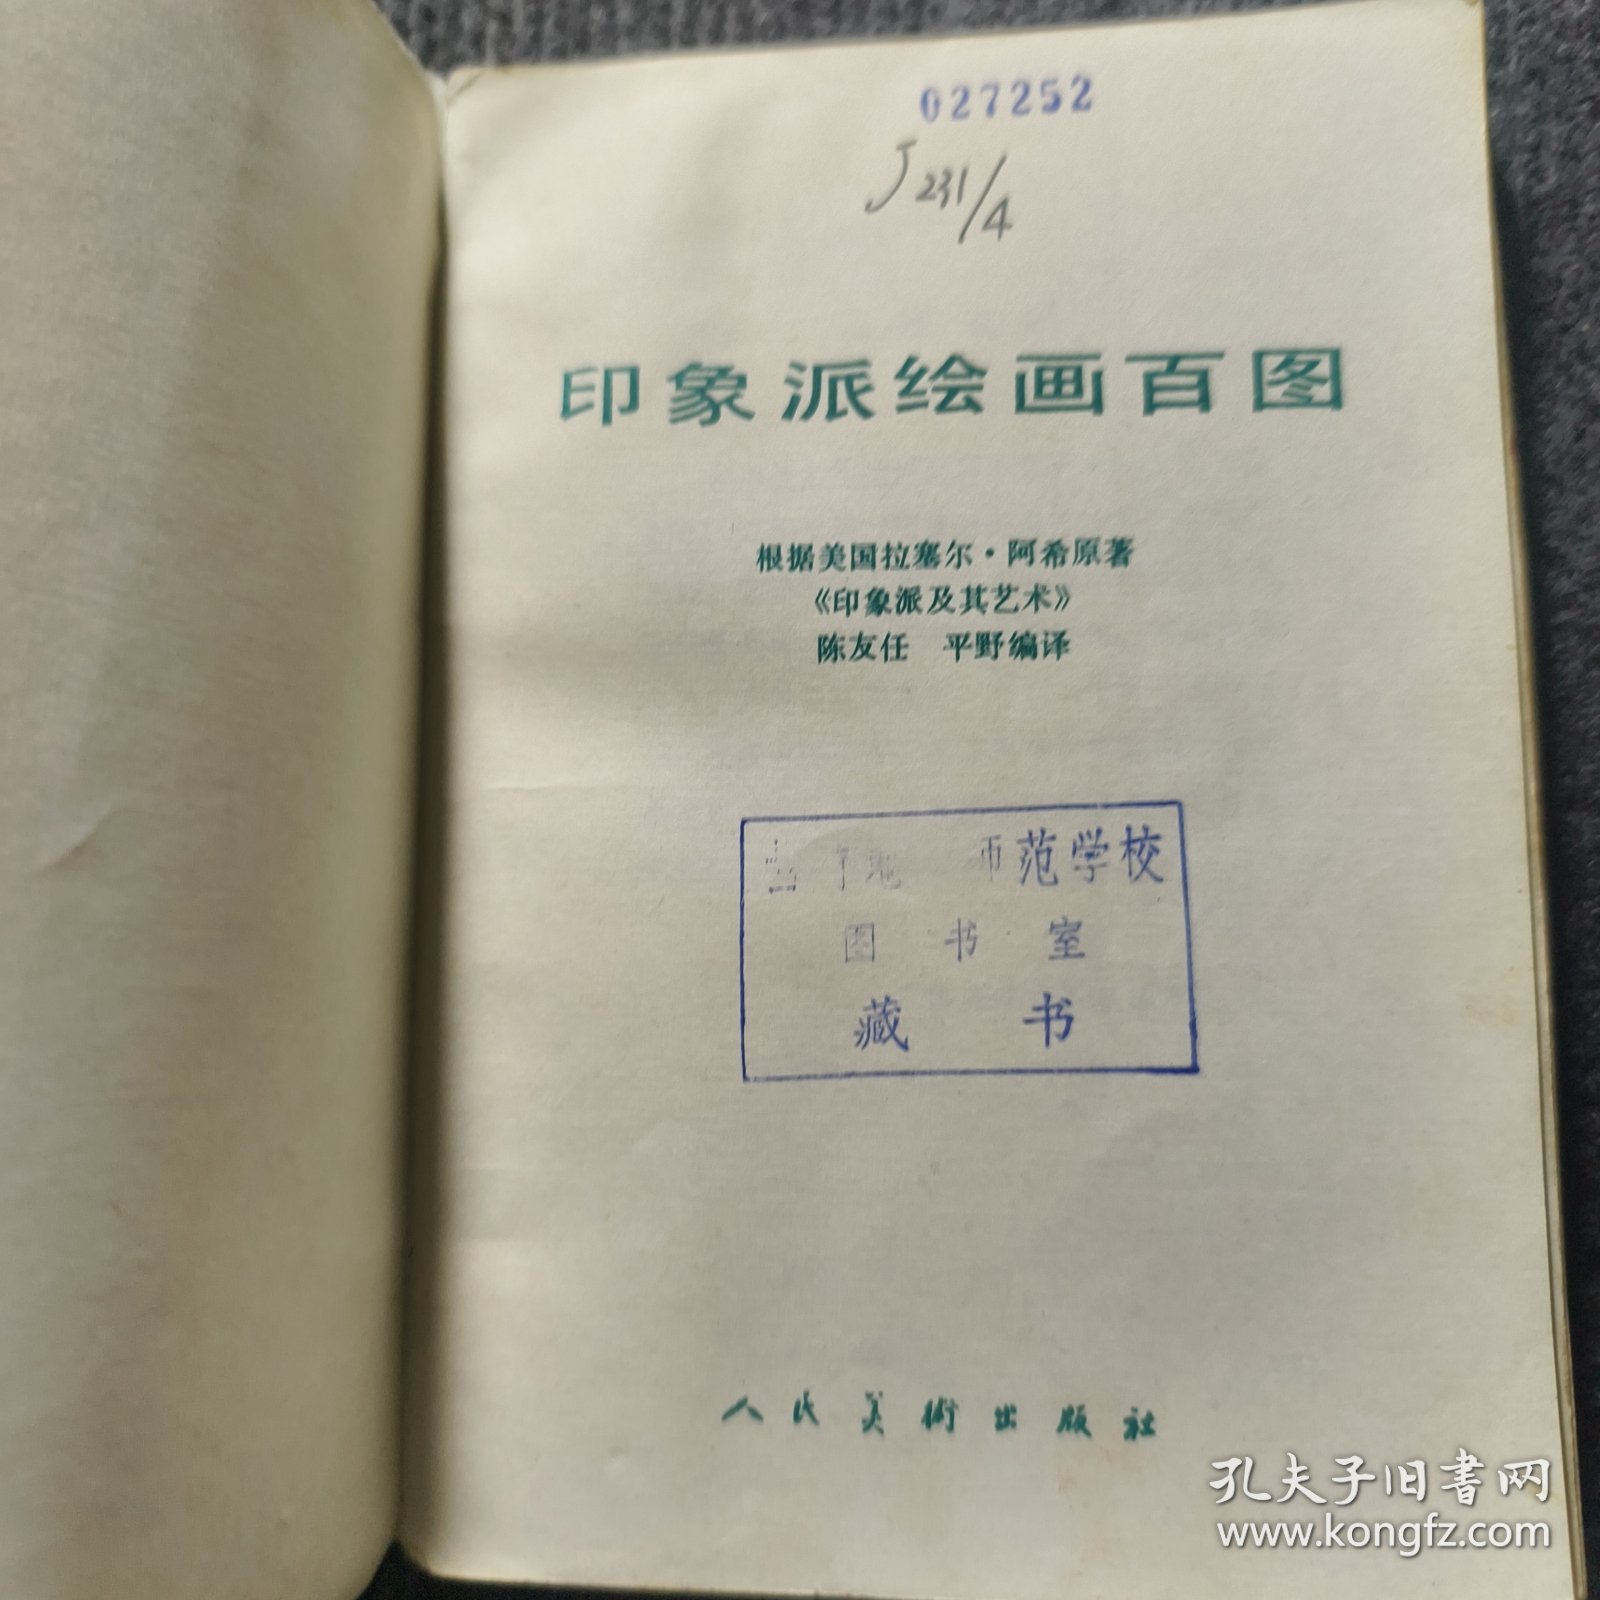 027252
J231/4
印象派绘画百图
根据美国拉塞尔·阿希原著
《印象派及其艺术》
陈友任 平野编译
师范学校
图书室
藏书
人民美術出版社
孔夫子旧書网
www.kongfz.com